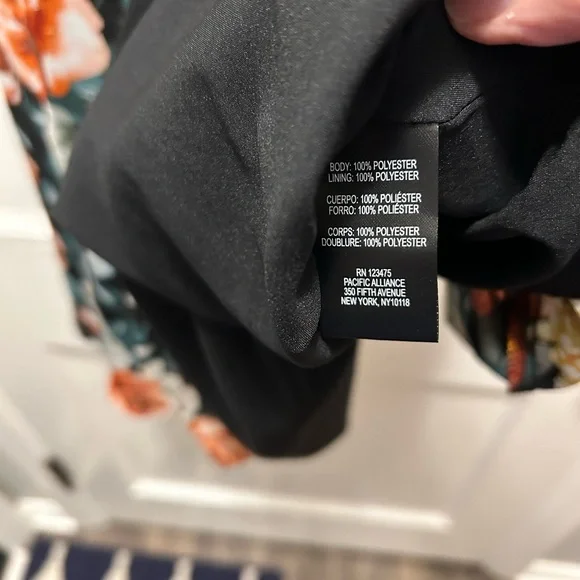 BODY: 100% POLYESTER
LINING: 100% POLYESTER
CUERPO: 100% POLIÉSTER
FORRO: 100% POLIÉSTER
CORPS: 100% POLYESTER
DOUBLURE: 100% POLYESTER
RN 123475
PACIFIC ALLIANCE
350 FIFTH AVENUE
NEW YORK, NY10118